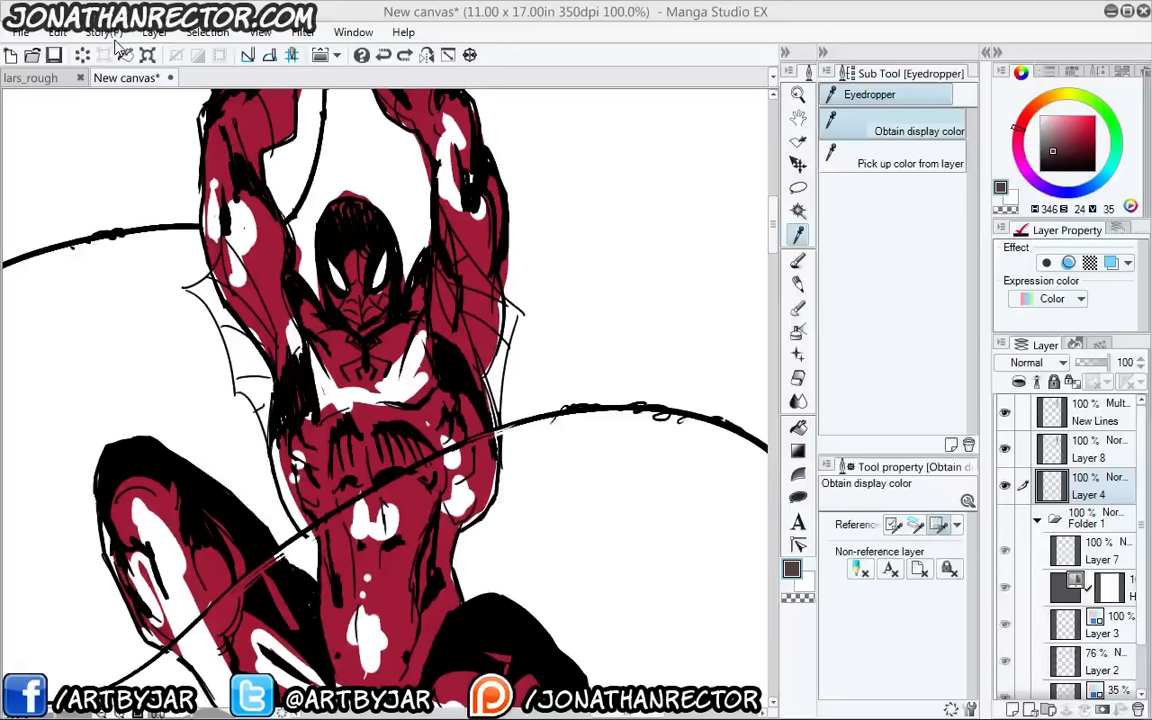 JONATHANRECTOR.COM
New canvas* (11.00 x 17.00in 350dpi 100.0%) - Manga Studio EX
File Edit Story(P) Layer Selection View Filter Window Help
lars_rough
New canvas*
Sub Tool [Eyedropper]
Eyedropper
Obtain display color
Pick up color from layer
H 346 S 24 V 35
Layer Property
Effect
Expression color
Color
Layer
Normal 100
100 % Mult..
New Lines
100 % Nor..
Layer 8
100 % Nor..
Layer 4
100 % Nor..
Folder 1
100 % N..
Layer 7
100 %
Layer 3
76 % N..
Layer 2
35 %
Tool property [Obtain d
Obtain display color
Reference
Non-reference layer
/ARTBYJAR
@ARTBYJAR
/JONATHANRECTOR